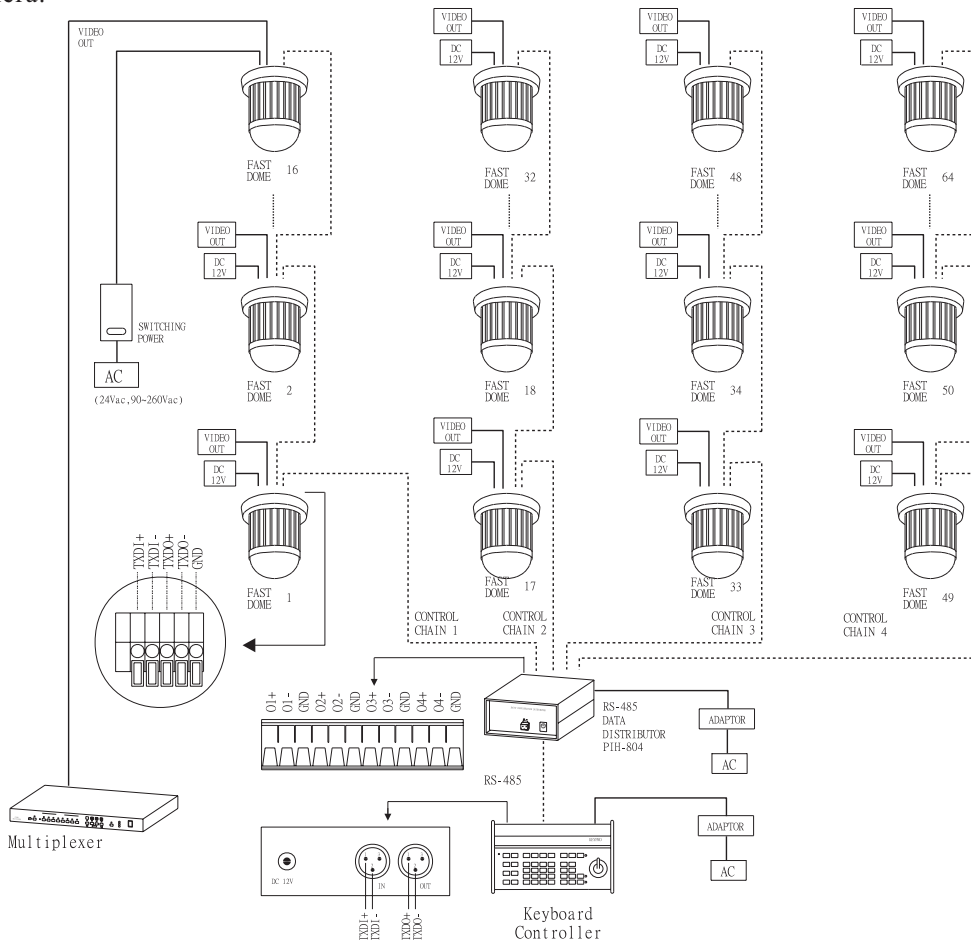 VIDEO
OUT
VIDEO
OUT
DC
12V
VIDEO
OUT
DC
12V
VIDEO
OUT
DC
12V
FAST
DOME 16
FAST
DOME 32
FAST
DOME 48
FAST
DOME 64
VIDEO
OUT
DC
12V
VIDEO
OUT
DC
12V
VIDEO
OUT
DC
12V
VIDEO
OUT
DC
12V
SWITCHING
POWER
AC
(24Vac,90~260Vac)
FAST
DOME 2
FAST
DOME 18
FAST
DOME 34
FAST
DOME 50
VIDEO
OUT
DC
12V
VIDEO
OUT
DC
12V
VIDEO
OUT
DC
12V
VIDEO
OUT
DC
12V
TXDI+
TXDI-
TXDO+
TXDO-
GND
FAST
DOME 1
FAST
DOME 17
FAST
DOME 33
FAST
DOME 49
CONTROL
CHAIN 1
CONTROL
CHAIN 2
CONTROL
CHAIN 3
CONTROL
CHAIN 4
O1+
O1-
GND
O2+
O2-
GND
O3+
O3-
GND
O4+
O4-
GND
RS-485
DATA
DISTRIBUTOR
PIH-804
ADAPTOR
AC
RS-485
Multiplexer
DC 12V
IN
OUT
TXDI+
TXDI-
TXDO+
TXDO-
ADAPTOR
AC
Keyboard
Controller